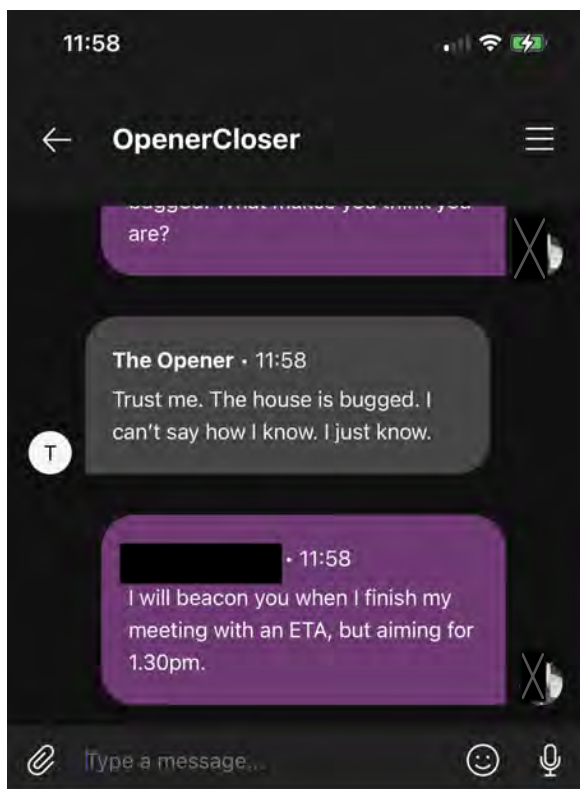 11:58
OpenerCloser
are?
The Opener · 11:58
Trust me. The house is bugged. I
can't say how I know. I just know.
T
· 11:58
I will beacon you when I finish my
meeting with an ETA, but aiming for
1.30pm.
Type a message...